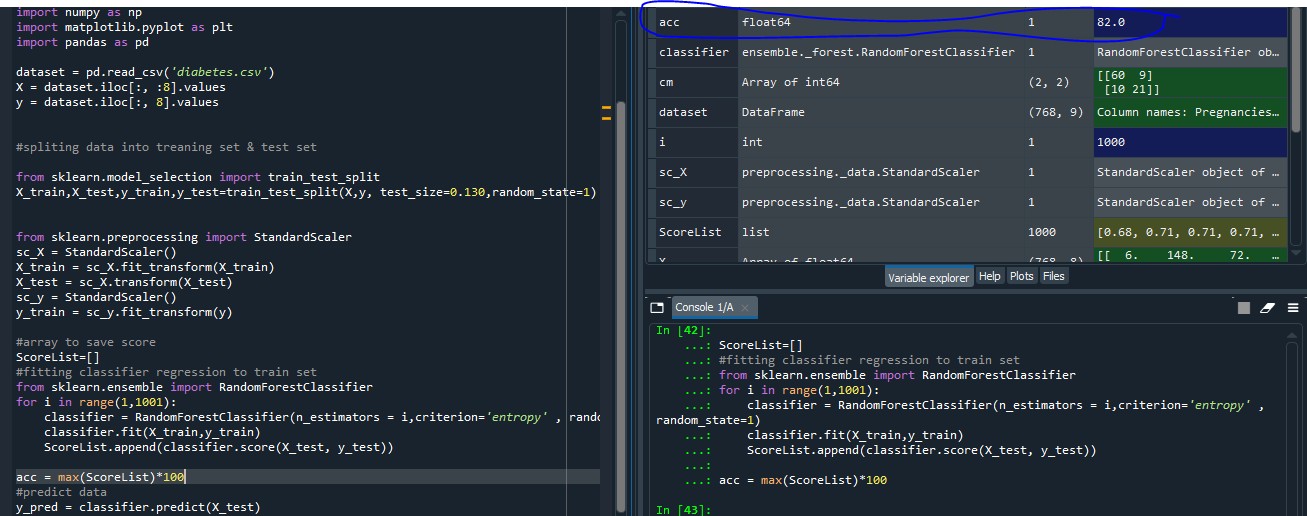 import numpy as np
import matplotlib.pyplot as plt
import pandas as pd
dataset = pd.read_csv('diabetes.csv')
X = dataset.iloc[:, :8].values
y = dataset.iloc[:, 8].values
#spliting data into treaning set & test set
from sklearn.model_selection import train_test_split
X_train,X_test,y_train,y_test=train_test_split(X,y, test_size=0.130,random_state=1)
from sklearn.preprocessing import StandardScaler
sc_X = StandardScaler()
X_train = sc_X.fit_transform(X_train)
X_test = sc_X.transform(X_test)
sc_y = StandardScaler()
y_train = sc_y.fit_transform(y)
#array to save score
ScoreList=[]
#fitting classifier regression to train set
from sklearn.ensemble import RandomForestClassifier
for i in range(1,1001):
classifier = RandomForestClassifier(n_estimators = i,criterion='entropy' , rando
classifier.fit(X_train,y_train)
ScoreList.append(classifier.score(X_test, y_test))
acc = max(ScoreList)*100
#predict data
y_pred = classifier.predict(X_test)
acc float64 1 82.0
classifier ensemble._forest.RandomForestClassifier 1 RandomForestClassifier ob…
cm Array of int64 (2, 2) [[60 9]
[10 21]]
dataset DataFrame (768, 9) Column names: Pregnancies…
i int 1 1000
sc_X preprocessing._data.StandardScaler 1 StandardScaler object of …
sc_y preprocessing._data.StandardScaler 1 StandardScaler object of …
ScoreList list 1000 [0.68, 0.71, 0.71, 0.71, …
X Array of float64 (768, 8) [[ 6. 148. 72. …
Variable explorer Help Plots Files
Console 1/A
In [42]:
...: ScoreList=[]
...: #fitting classifier regression to train set
...: from sklearn.ensemble import RandomForestClassifier
...: for i in range(1,1001):
...: classifier = RandomForestClassifier(n_estimators = i,criterion='entropy' ,
random_state=1)
...: classifier.fit(X_train,y_train)
...: ScoreList.append(classifier.score(X_test, y_test))
...:
...: acc = max(ScoreList)*100
In [43]: